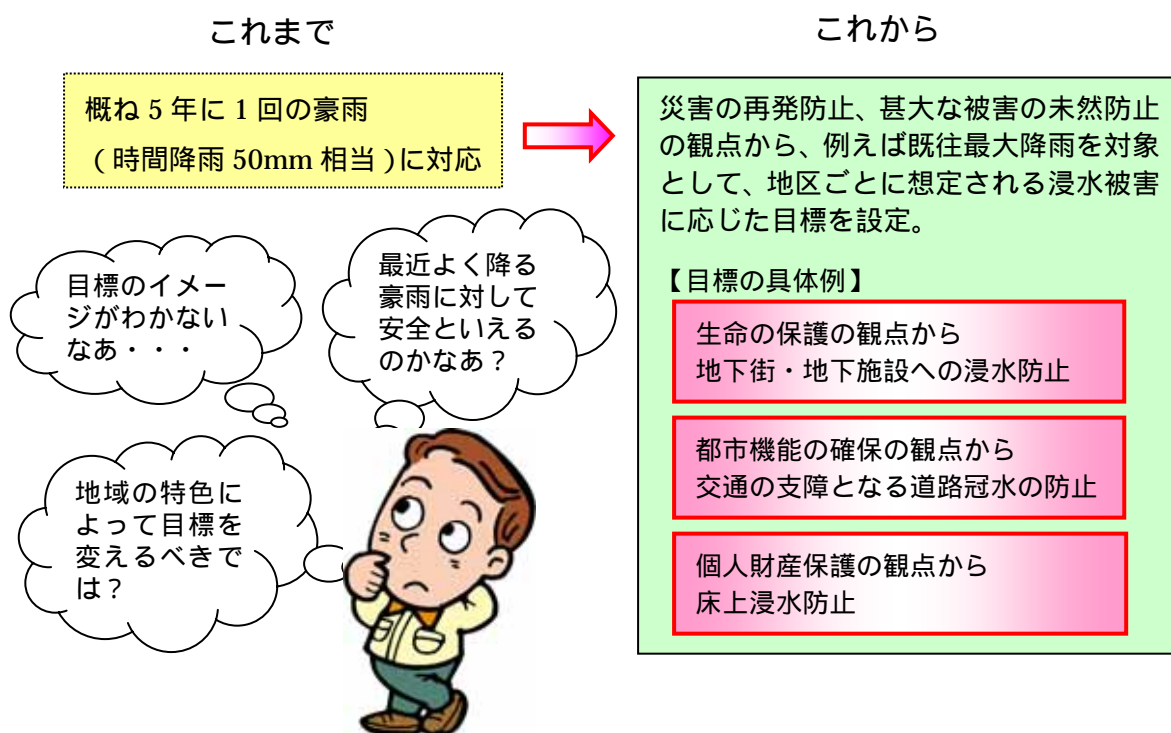 これまで
概ね 5 年に 1 回の豪雨
（時間降雨 50mm 相当）に対応
目標のイメー
ジがわかない
なあ・・・
最近よく降る
豪雨に対して
安全といえる
のかなあ？
地域の特色に
よって目標を
変えるべきで
は？
これから
災害の再発防止、甚大な被害の未然防止
の観点から、例えば既往最大降雨を対象
として、地区ごとに想定される浸水被害
に応じた目標を設定。
【目標の具体例】
生命の保護の観点から
地下街・地下施設への浸水防止
都市機能の確保の観点から
交通の支障となる道路冠水の防止
個人財産保護の観点から
床上浸水防止